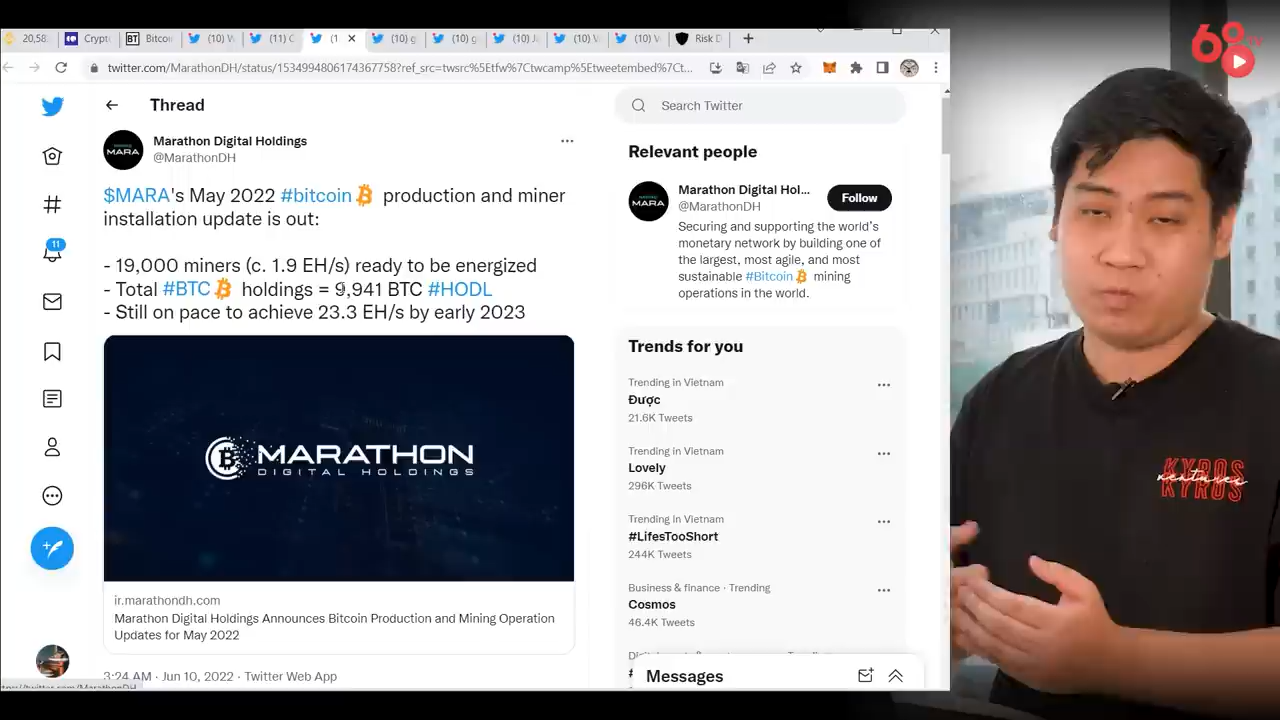 20,58
Crypt
Bitcoi
(10) V
(11) C
(1
(10) g
(10) g
(10) J
(10) V
(10) V
Risk D
twitter.com/MarathonDH/status/1534994806174367758?ref_src=twsrc%5Etfw%7Ctwcamp%5Etweetembed%7Ct...
Thread
Search Twitter
Marathon Digital Holdings
@MarathonDH
MARA
$MARA's May 2022 #bitcoin production and miner
installation update is out:
- 19,000 miners (c. 1.9 EH/s) ready to be energized
- Total #BTC holdings = 9,941 BTC #HODL
- Still on pace to achieve 23.3 EH/s by early 2023
MARATHON
DIGITAL HOLDINGS
ir.marathondh.com
Marathon Digital Holdings Announces Bitcoin Production and Mining Operation
Updates for May 2022
3:24 AM · Jun 10, 2022 · Twitter Web App
11
Relevant people
MARA
Marathon Digital Hol...
@MarathonDH
Follow
Securing and supporting the world's
monetary network by building one of
the largest, most agile, and most
sustainable #Bitcoin mining
operations in the world.
Trends for you
Trending in Vietnam
Được
21.6K Tweets
Trending in Vietnam
Lovely
296K Tweets
Trending in Vietnam
#LifesTooShort
244K Tweets
Business & finance · Trending
Cosmos
46.4K Tweets
Messages
68
TV
KYROS
ventures
KYROS